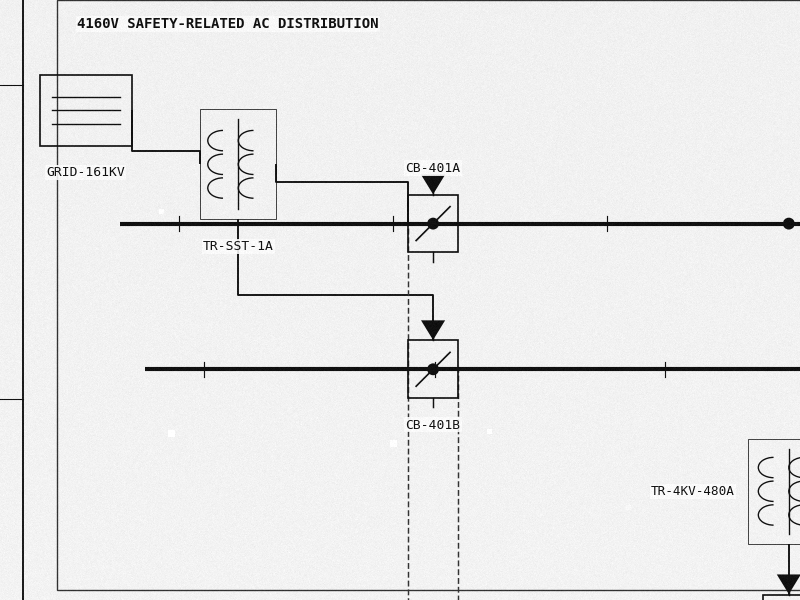 4160V SAFETY-RELATED AC DISTRIBUTION
CB-401A
GRID-161KV
TR-SST-1A
CB-401B
TR-4KV-480A